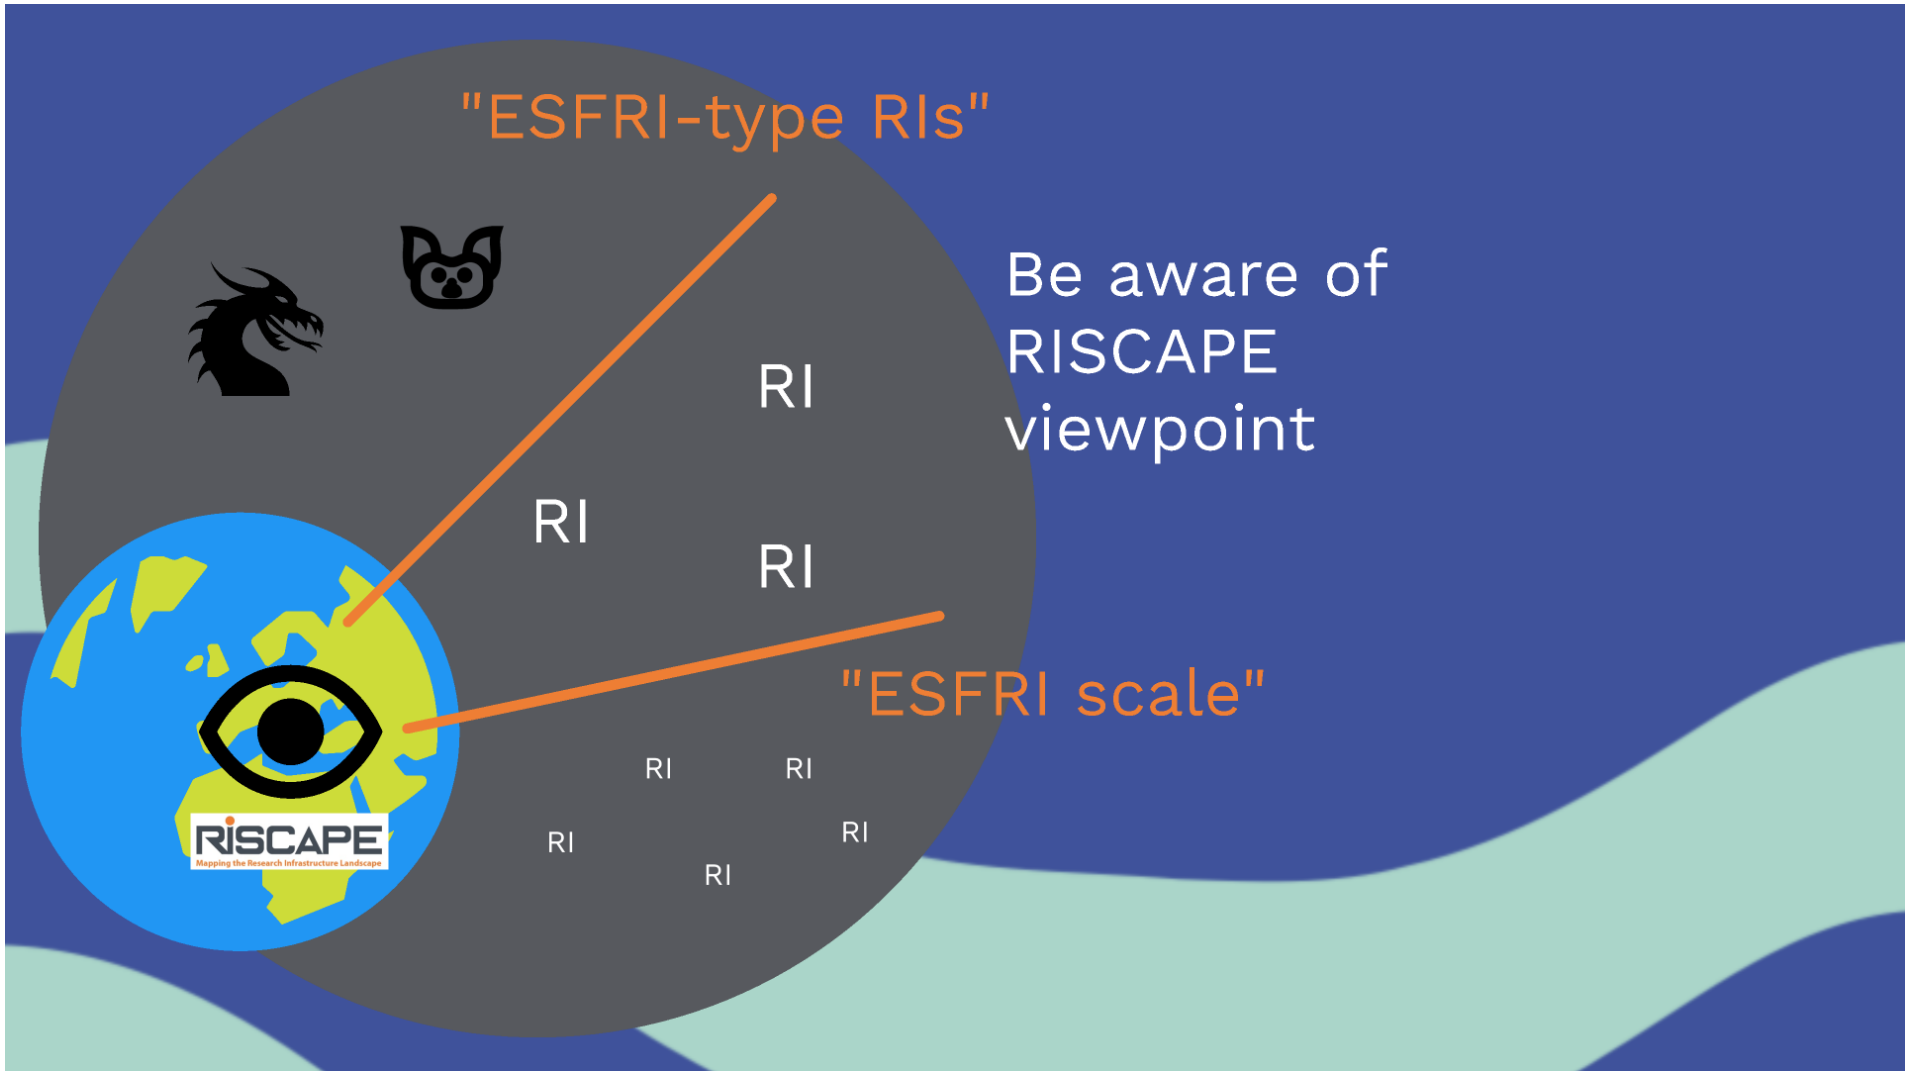 "ESFRI-type RIs"
Be aware of
RISCAPE
viewpoint
RI
RI
RI
"ESFRI scale"
RI
RI
RI
RI
RI
RiSCAPE
Mapping the Research Infrastructure Landscape